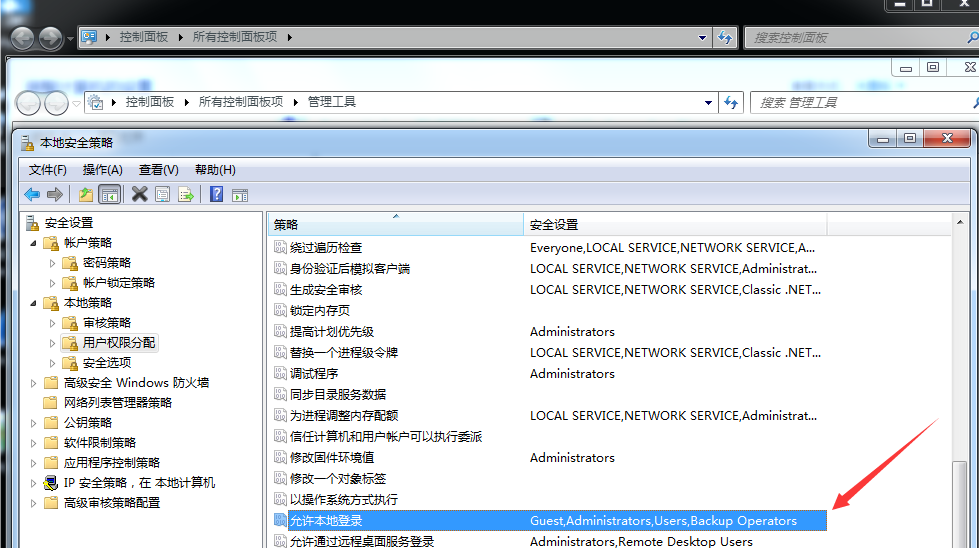 控制面板 所有控制面板项 搜索控制面板
控制面板 所有控制面板项 管理工具 搜索 管理工具
本地安全策略
文件(F) 操作(A) 查看(V) 帮助(H)
安全设置
帐户策略
密码策略
帐户锁定策略
本地策略
审核策略
用户权限分配
安全选项
高级安全 Windows 防火墙
网络列表管理器策略
公钥策略
软件限制策略
应用程序控制策略
IP 安全策略，在 本地计算机
高级审核策略配置
策略 安全设置
绕过遍历检查 Everyone,LOCAL SERVICE,NETWORK SERVICE,A...
身份验证后模拟客户端 LOCAL SERVICE,NETWORK SERVICE,Administrat...
生成安全审核 LOCAL SERVICE,NETWORK SERVICE,Classic .NET...
锁定内存页
提高计划优先级 Administrators
替换一个进程级令牌 LOCAL SERVICE,NETWORK SERVICE,Classic .NET...
调试程序 Administrators
同步目录服务数据
为进程调整内存配额 LOCAL SERVICE,NETWORK SERVICE,Administrat...
信任计算机和用户帐户可以执行委派
修改固件环境值 Administrators
修改一个对象标签
以操作系统方式执行
允许本地登录 Guest,Administrators,Users,Backup Operators
允许通过远程桌面服务登录 Administrators,Remote Desktop Users